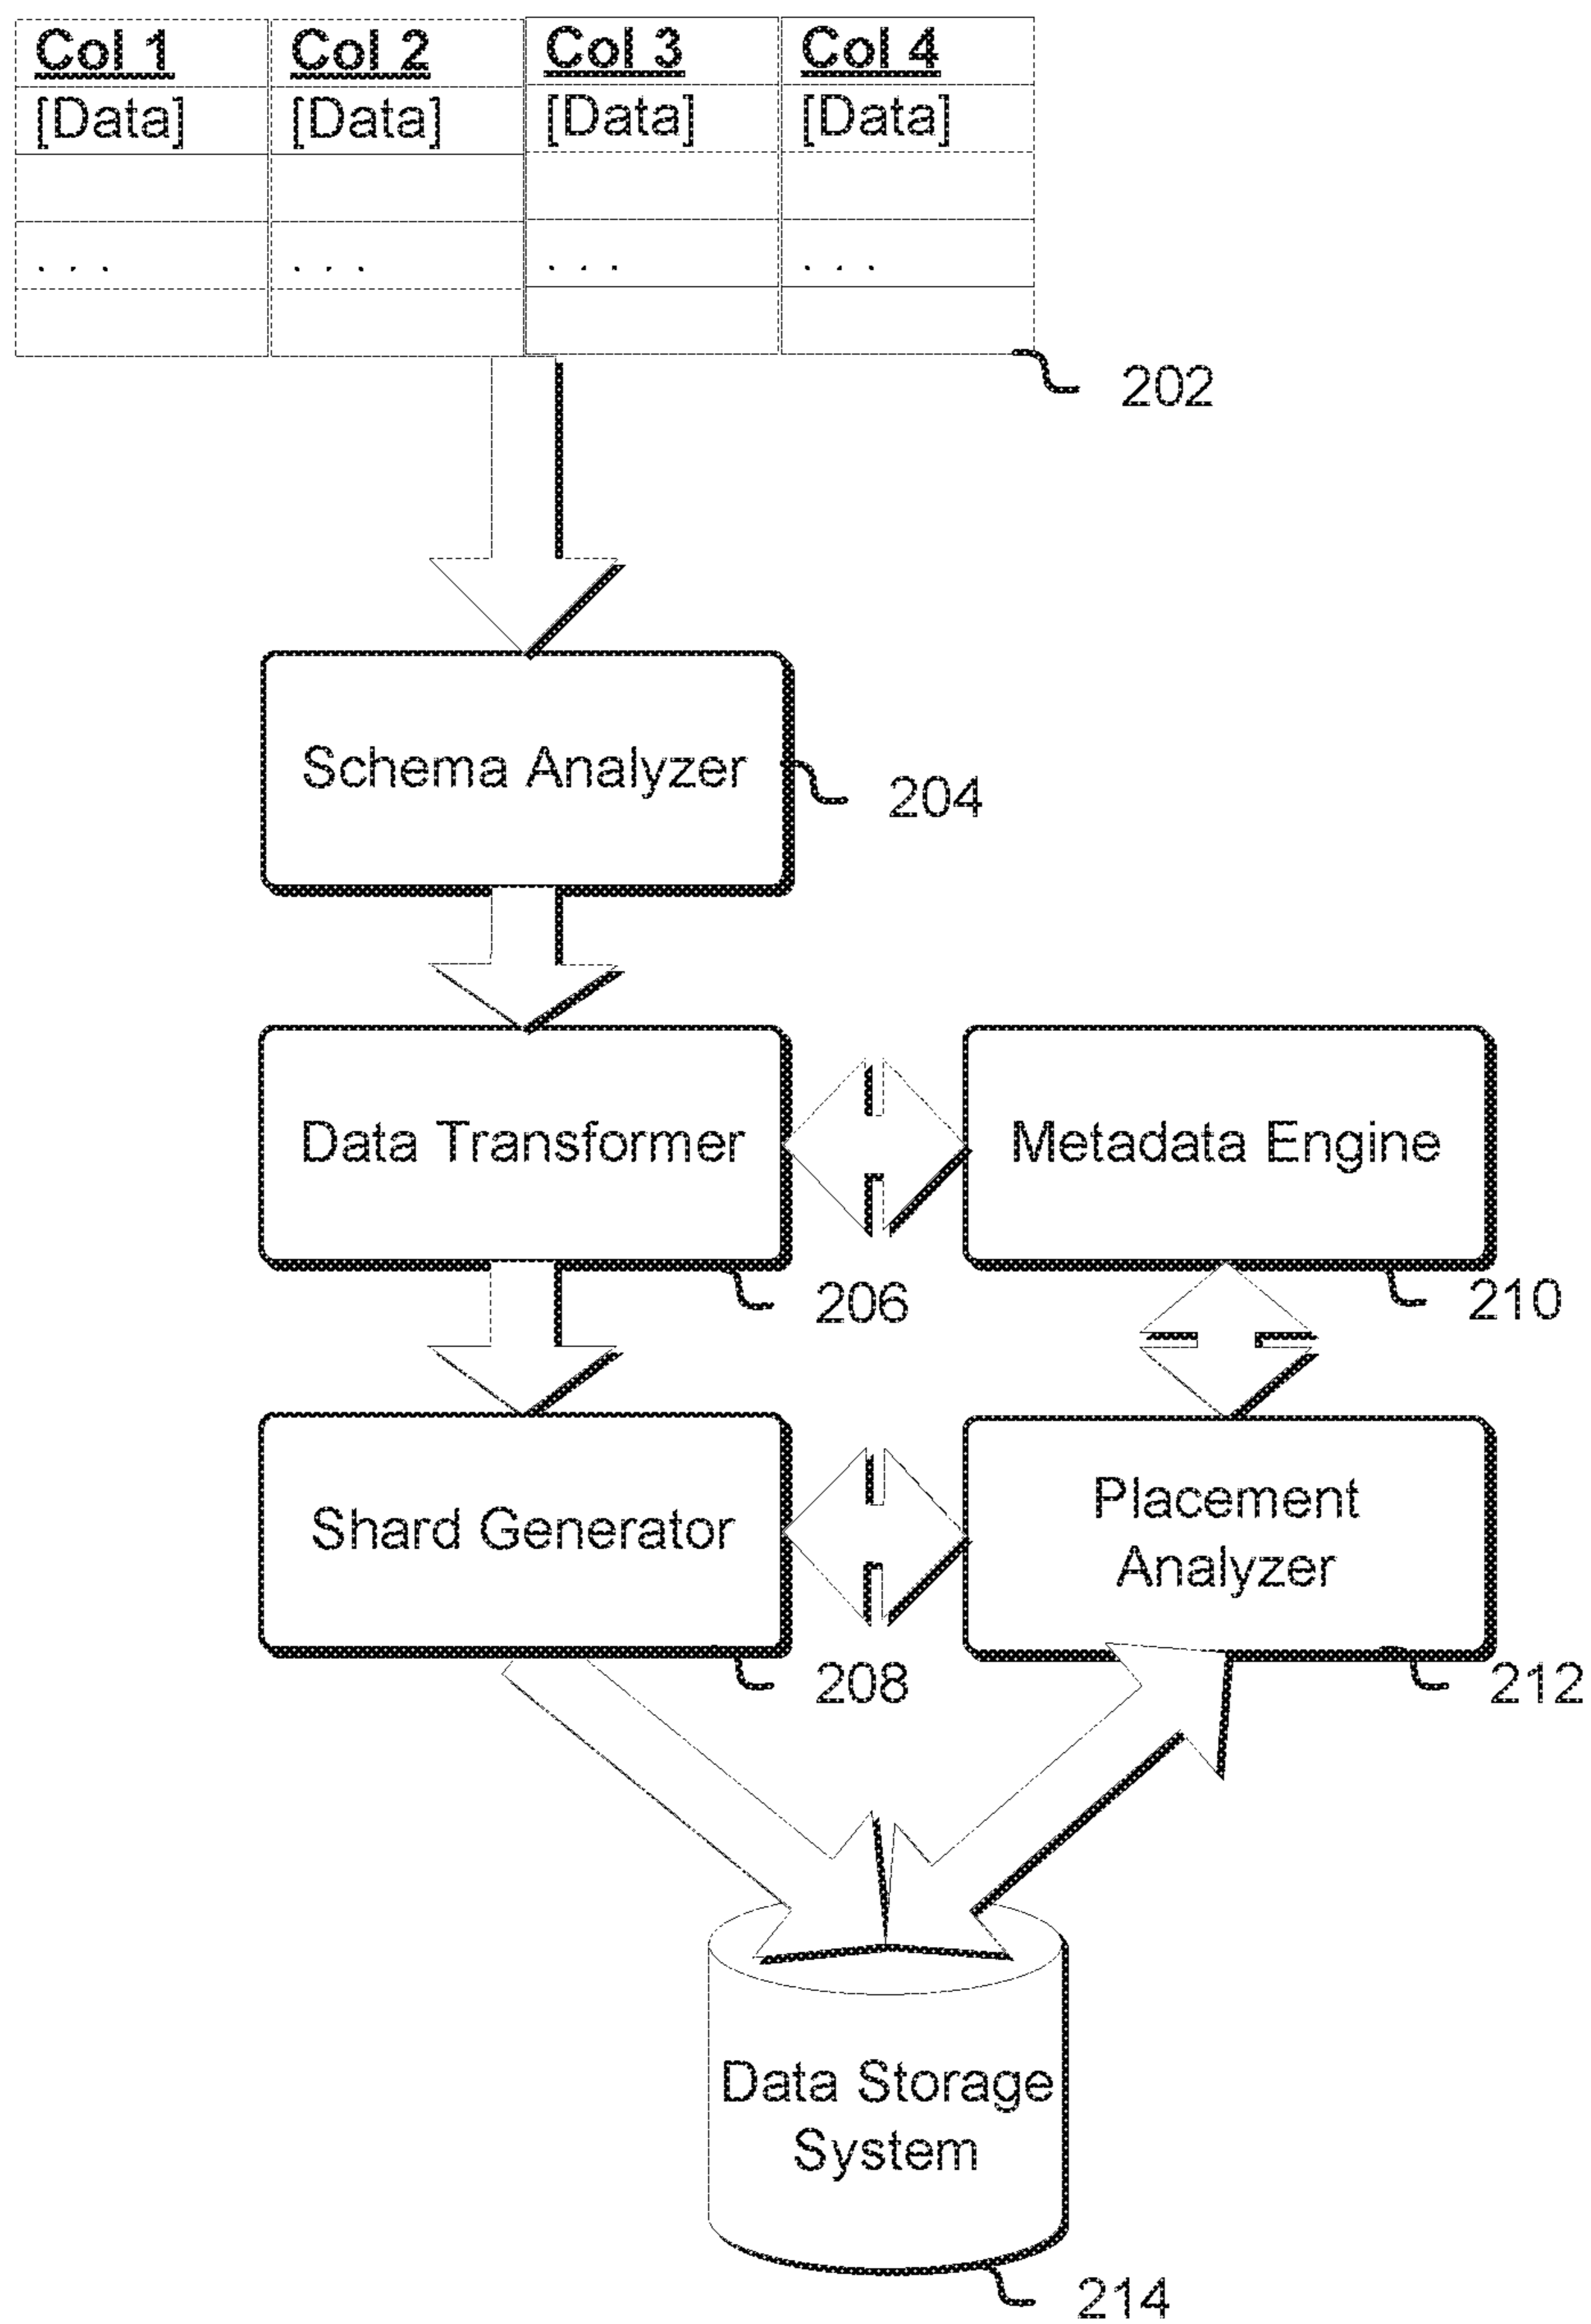 Col 1 Col 2 Col 3 Col 4
[Data] [Data] [Data] [Data]
. . . . . . . . . . . .
202
Schema Analyzer
204
Data Transformer
Metadata Engine
206
210
Shard Generator
Placement
Analyzer
208
212
Data Storage
System
214